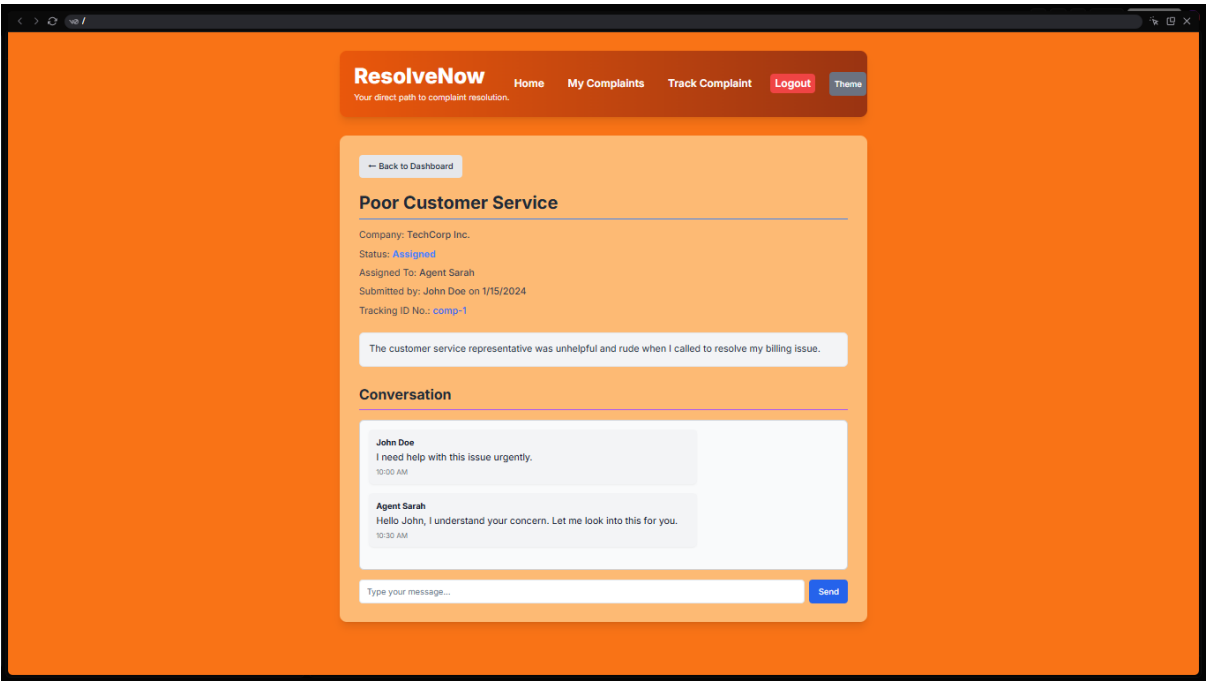 /
ResolveNow
Your direct path to complaint resolution.
Home My Complaints Track Complaint Logout Theme
← Back to Dashboard
Poor Customer Service
Company: TechCorp Inc.
Status: Assigned
Assigned To: Agent Sarah
Submitted by: John Doe on 1/15/2024
Tracking ID No.: comp-1
The customer service representative was unhelpful and rude when I called to resolve my billing issue.
Conversation
John Doe
I need help with this issue urgently.
10:00 AM
Agent Sarah
Hello John, I understand your concern. Let me look into this for you.
10:30 AM
Type your message...
Send